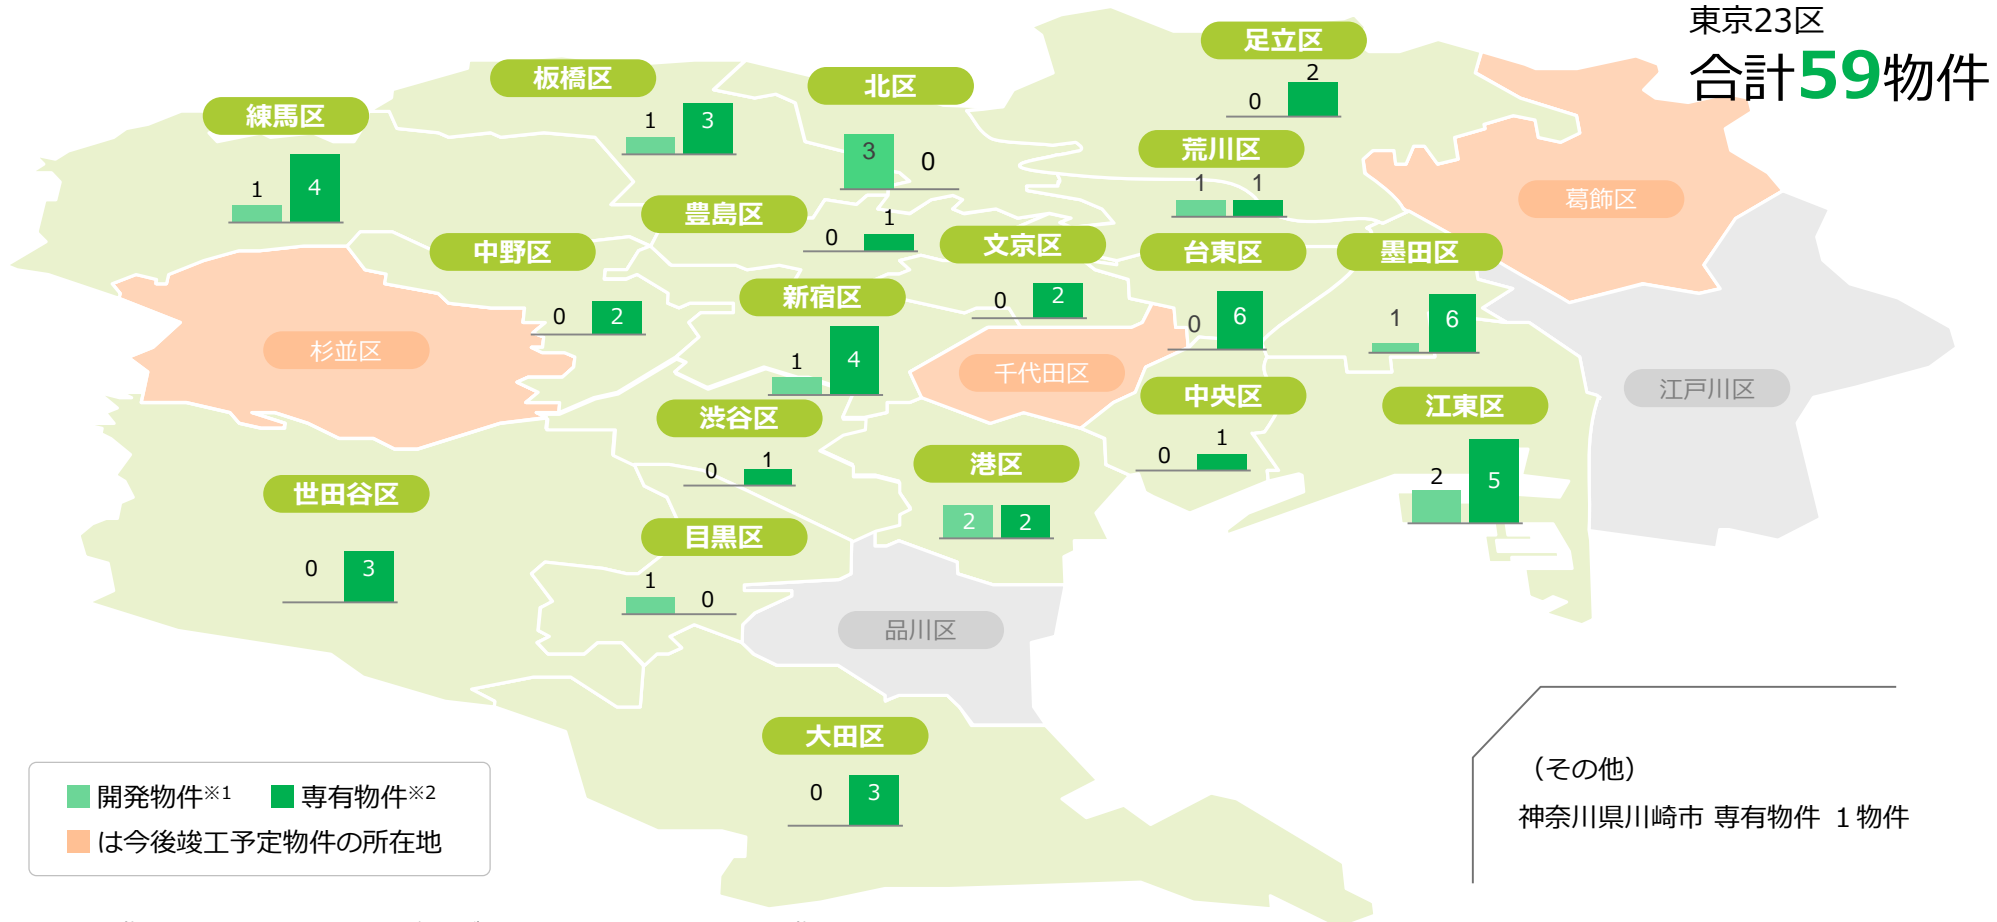 東京23区
合計59物件
足立区
0 2
板橋区
1 3
北区
3 0
練馬区
1 4
荒川区
1 1
葛飾区
豊島区
0 1
中野区
0 2
文京区
0 2
台東区
0 6
墨田区
1 6
新宿区
1 4
杉並区
千代田区
江戸川区
中央区
0 1
江東区
2 5
渋谷区
0 1
港区
2 2
世田谷区
0 3
目黒区
1 0
品川区
大田区
0 3
開発物件※1 専有物件※2
は今後竣工予定物件の所在地
（その他）
神奈川県川崎市 専有物件 1物件